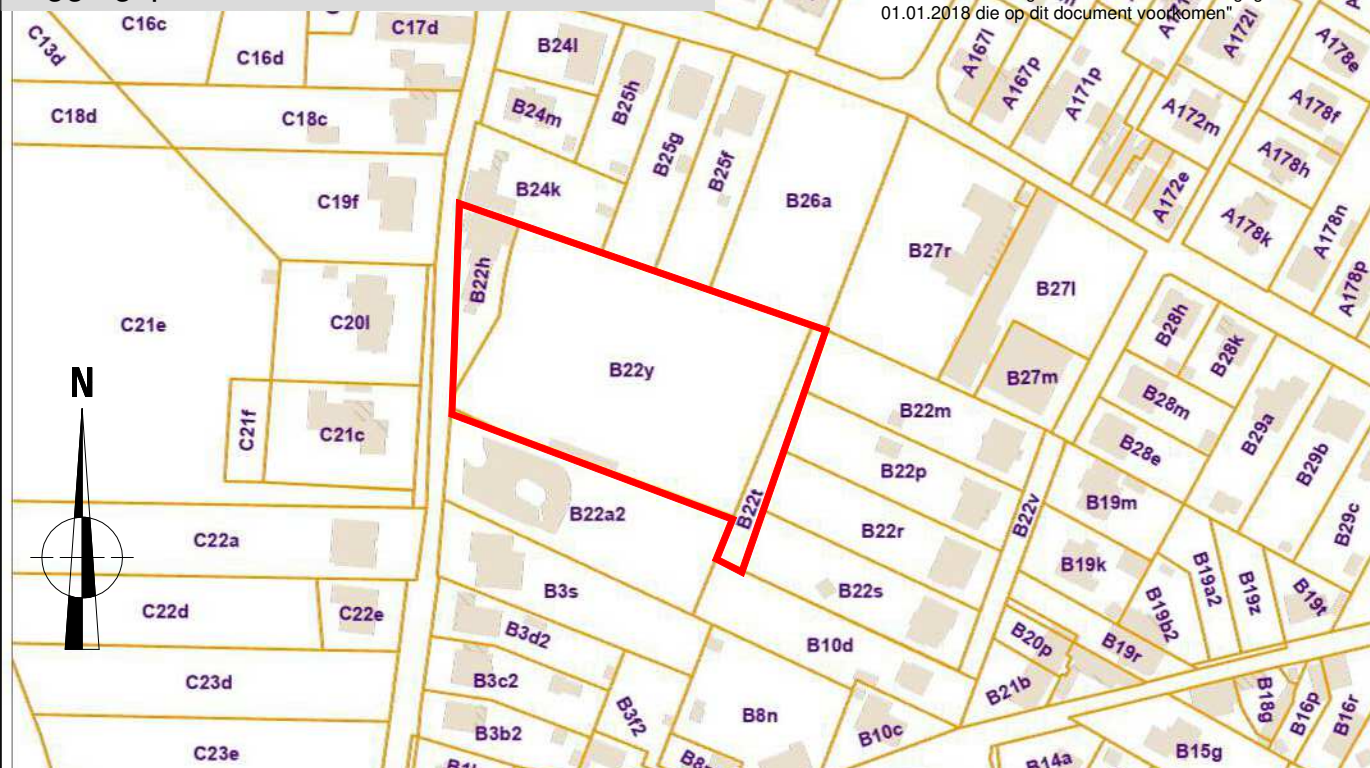 01.01.2018 die op dit document voorkomen"
C16c
C17d
C13d
C16d
B24l
A167l
A172l
A178e
B25h
A167p
A171p
C18d
C18c
B24m
A172m
A178f
B25g
B25f
A178h
C19f
B24k
B26a
A172e
A178k
A178n
B27r
B22h
B27l
A178p
C21e
C20l
B28h
B28k
B22y
B27m
N
B28m
B22m
C21f
C21c
B29a
B28e
B29b
B22p
B22t
B22v
B19m
B22a2
B22r
B29c
C22a
B19k
B3s
B22s
B19a2
B19z
B19t
B19b2
C22d
C22e
B3d2
B10d
B20p
B19r
C23d
B3c2
B21b
B3f2
B8n
B18g
B16p
B16r
B3b2
B10c
C23e
B15g
B14a